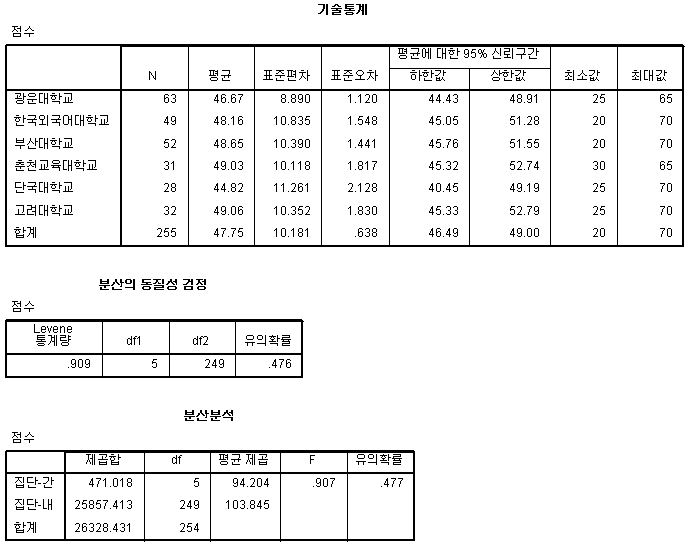 기술통계
점수
평균에 대한 95% 신뢰구간
N 평균 표준편차 표준오차 하한값 상한값 최소값 최대값
광운대학교 63 46.67 8.890 1.120 44.43 48.91 25 65
한국외국어대학교 49 48.16 10.835 1.548 45.05 51.28 20 70
부산대학교 52 48.65 10.390 1.441 45.76 51.55 20 70
춘천교육대학교 31 49.03 10.118 1.817 45.32 52.74 30 65
단국대학교 28 44.82 11.261 2.128 40.45 49.19 25 70
고려대학교 32 49.06 10.352 1.830 45.33 52.79 25 70
합계 255 47.75 10.181 .638 46.49 49.00 20 70
분산의 동질성 검정
점수
Levene
통계량 df1 df2 유의확률
.909 5 249 .476
분산분석
점수
제곱합 df 평균 제곱 F 유의확률
집단-간 471.018 5 94.204 .907 .477
집단-내 25857.413 249 103.845
합계 26328.431 254